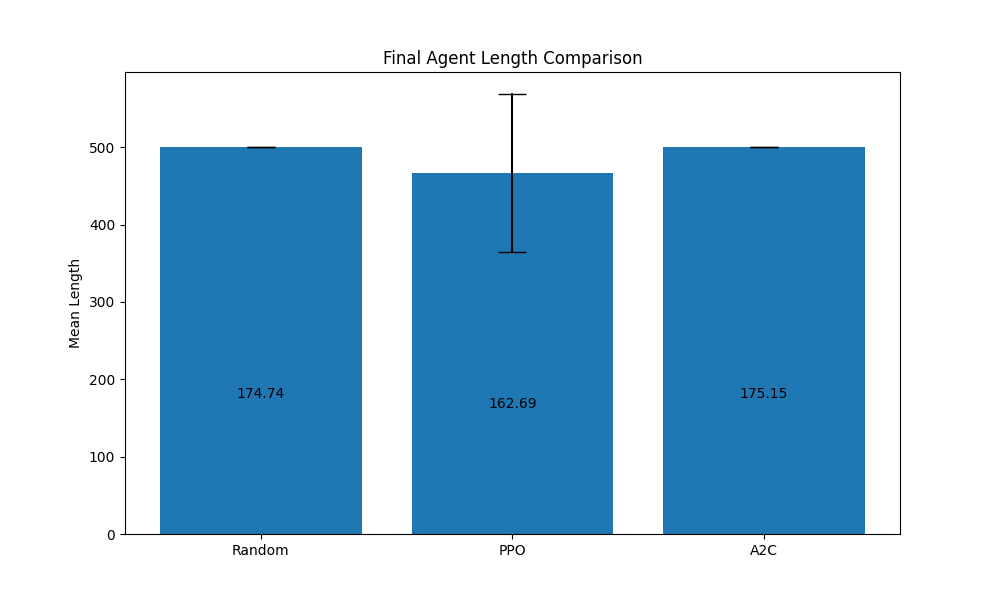 Final Agent Length Comparison
Mean Length
500
400
300
200
100
0
174.74
162.69
175.15
Random
PPO
A2C